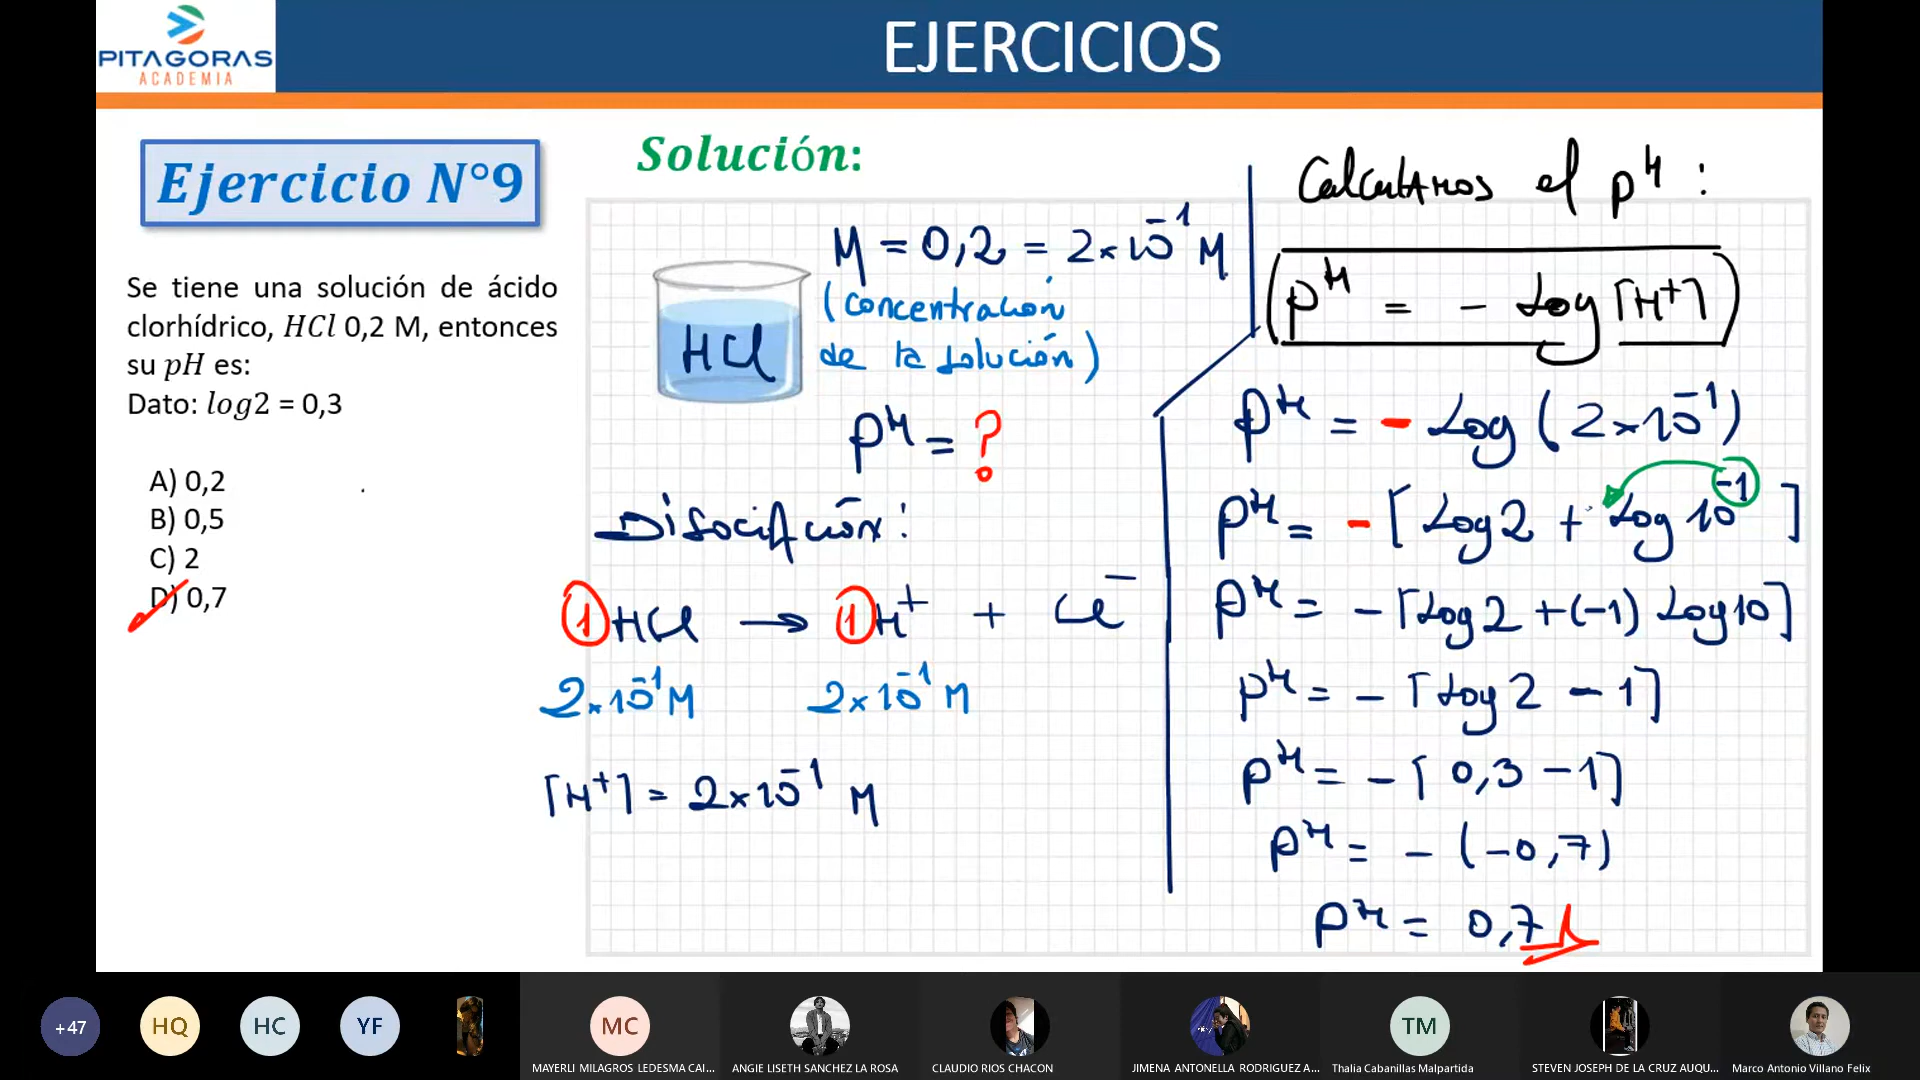 PITAGORAS
ACADEMIA
EJERCICIOS
Ejercicio N°9
Se tiene una solución de ácido
clorhídrico, HCl 0,2 M, entonces
su pH es:
Dato: log2 = 0,3
A) 0,2
B) 0,5
C) 2
D) 0,7
Solución:
M = 0,2 = 2×10⁻¹ M
(concentración
de la solución)
HCl
pH = ?
Disociación:
1 HCl → 1 H⁺ + Cl⁻
2×10⁻¹ M 2×10⁻¹ M
[H⁺] = 2×10⁻¹ M
Calculamos el pH :
pH = - Log [H⁺]
pH = - Log (2×10⁻¹)
pH = - [Log 2 + Log 10⁻¹]
pH = - [Log 2 + (-1) Log 10]
pH = - [Log 2 - 1]
pH = - [0,3 - 1]
pH = - (-0,7)
pH = 0,7
+47
HQ
HC
YF
MC
TM
MAYERLI MILAGROS LEDESMA CAI...
ANGIE LISETH SANCHEZ LA ROSA
CLAUDIO RIOS CHACON
JIMENA ANTONELLA RODRIGUEZ A...
Thalia Cabanillas Malpartida
STEVEN JOSEPH DE LA CRUZ AUQU...
Marco Antonio Villano Felix